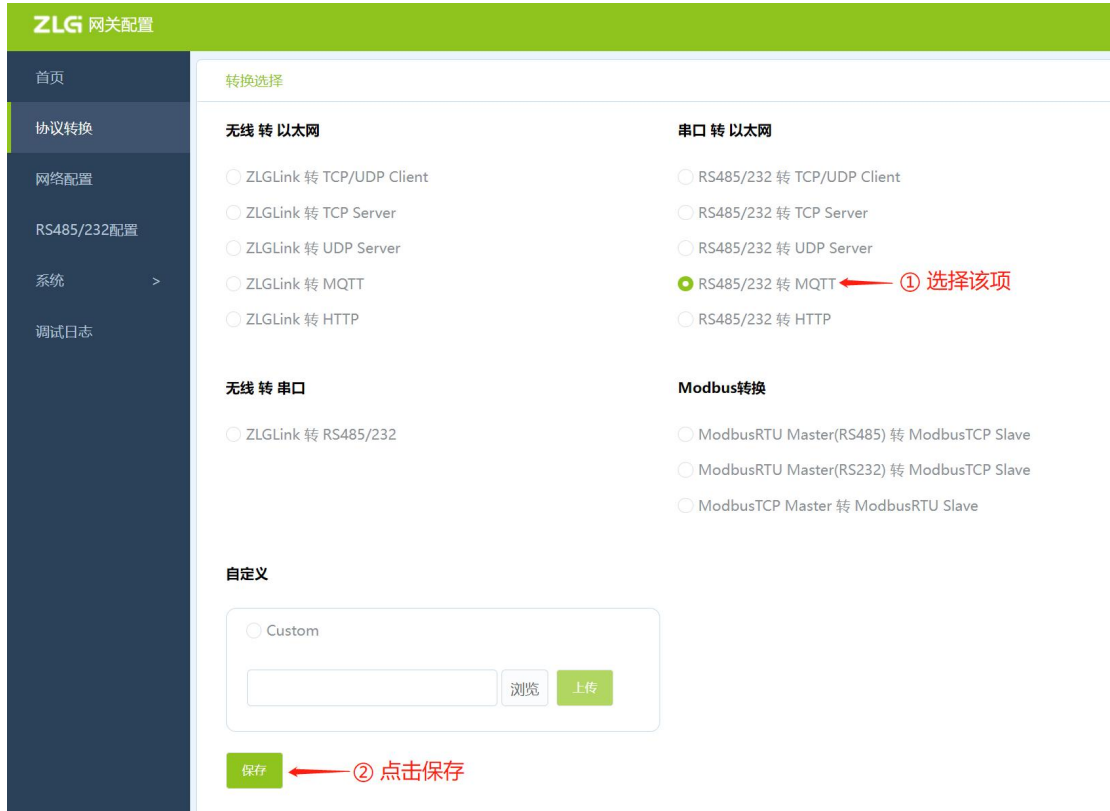 ZLG 网关配置
首页
协议转换
网络配置
RS485/232配置
系统 >
调试日志
转换选择
无线 转 以太网
ZLGLink 转 TCP/UDP Client
ZLGLink 转 TCP Server
ZLGLink 转 UDP Server
ZLGLink 转 MQTT
ZLGLink 转 HTTP
串口 转 以太网
RS485/232 转 TCP/UDP Client
RS485/232 转 TCP Server
RS485/232 转 UDP Server
RS485/232 转 MQTT ① 选择该项
RS485/232 转 HTTP
无线 转 串口
ZLGLink 转 RS485/232
Modbus转换
ModbusRTU Master(RS485) 转 ModbusTCP Slave
ModbusRTU Master(RS232) 转 ModbusTCP Slave
ModbusTCP Master 转 ModbusRTU Slave
自定义
Custom
浏览 上传
保存 ② 点击保存